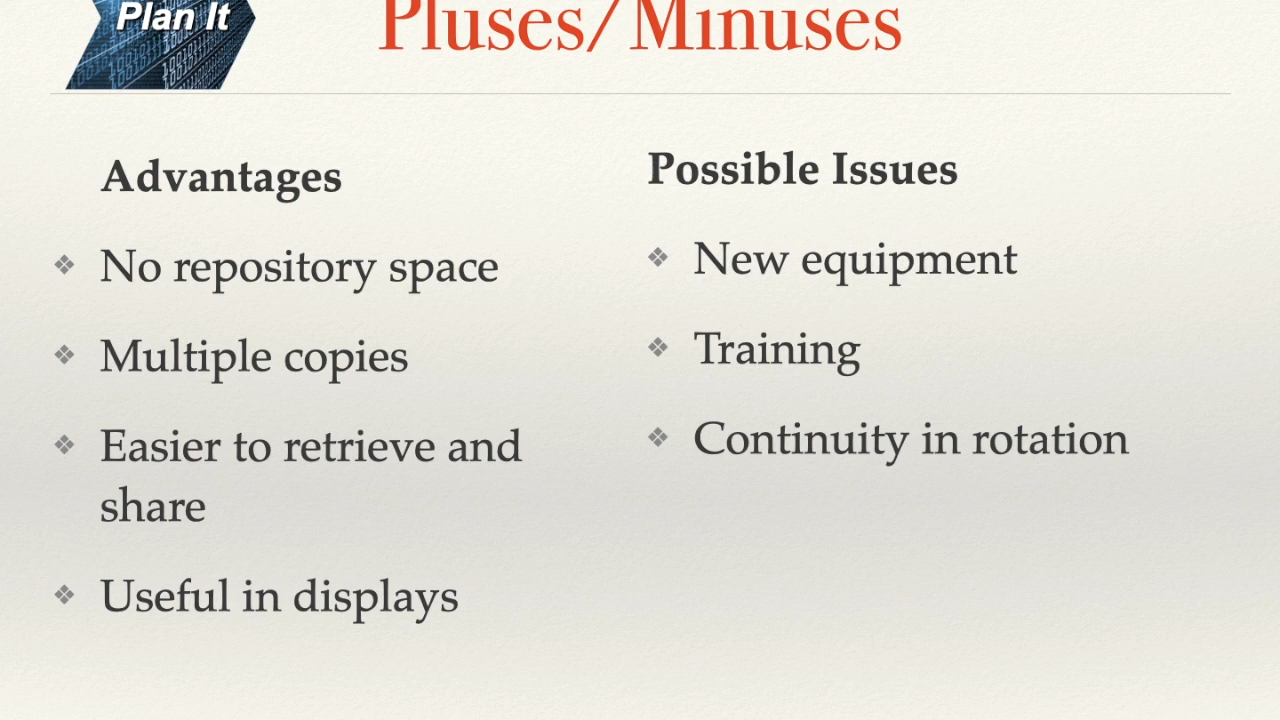 Plan It
Pluses/Minuses
Advantages
No repository space
Multiple copies
Easier to retrieve and
share
Useful in displays
Possible Issues
New equipment
Training
Continuity in rotation